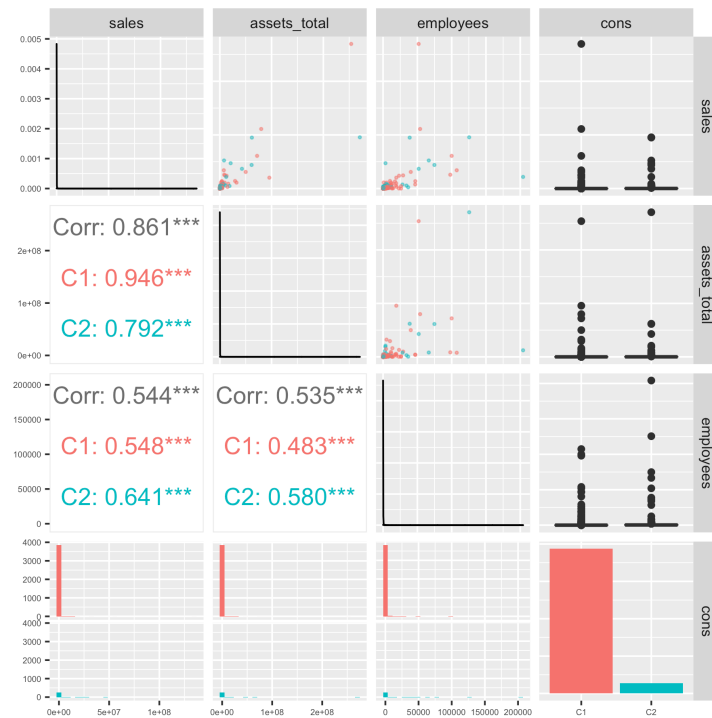 sales assets_total employees cons
0.005
0.004
0.003
0.002
0.001
0.000
sales
Corr: 0.861***
C1: 0.946***
C2: 0.792***
2e+08
1e+08
0e+00
assets_total
Corr: 0.544*** Corr: 0.535***
C1: 0.548*** C1: 0.483***
C2: 0.641*** C2: 0.580***
200000
150000
100000
50000
0
employees
4000
3000
2000
1000
0
4000
3000
2000
1000
0
cons
0e+00 5e+07 1e+08 0e+00 1e+08 2e+08 0 50000 100000 150000 200000 C1 C2